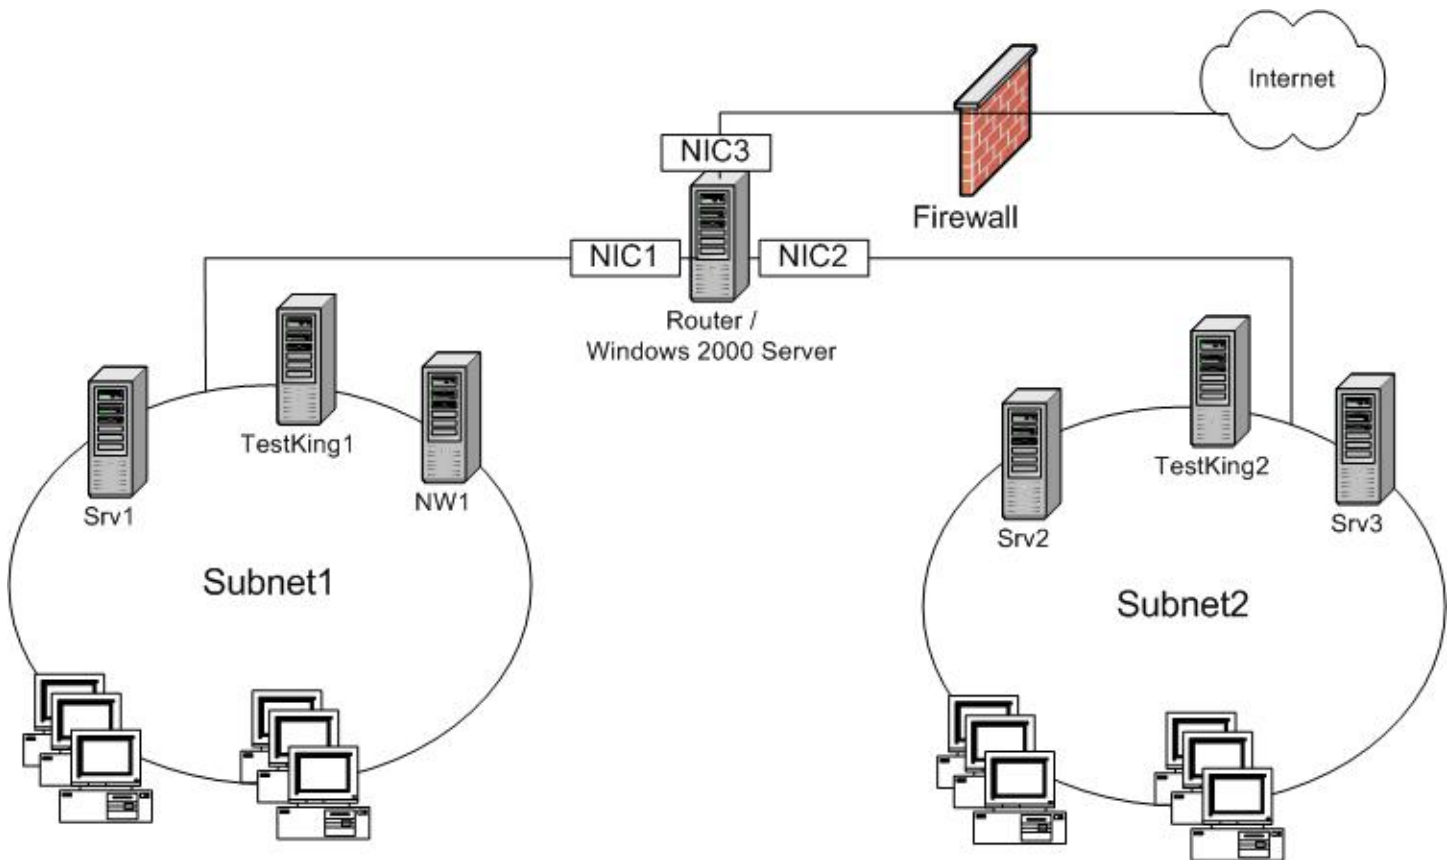 Internet
NIC3
Firewall
NIC1
NIC2
Router /
Windows 2000 Server
TestKing1
TestKing2
NW1
Srv1
Srv2
Srv3
Subnet1
Subnet2